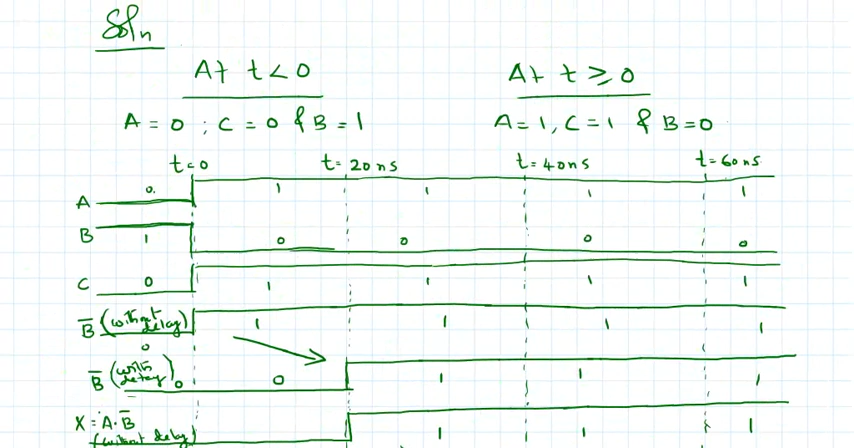 Soln
At t < 0
At t ≥ 0
A = 0 ; C = 0 & B = 1
A = 1, C = 1 & B = 0
t=0 t= 20ns t= 40ns t= 60ns
A 0. 1 1 1 1
B 1 0 0 0 0
C 0 1 1 1 1
B̅ (without delay) 0 1 1 1 1
B̅ (with delay) 0 0 1 1 1
X = A·B̅ (without delay) 1 1 1